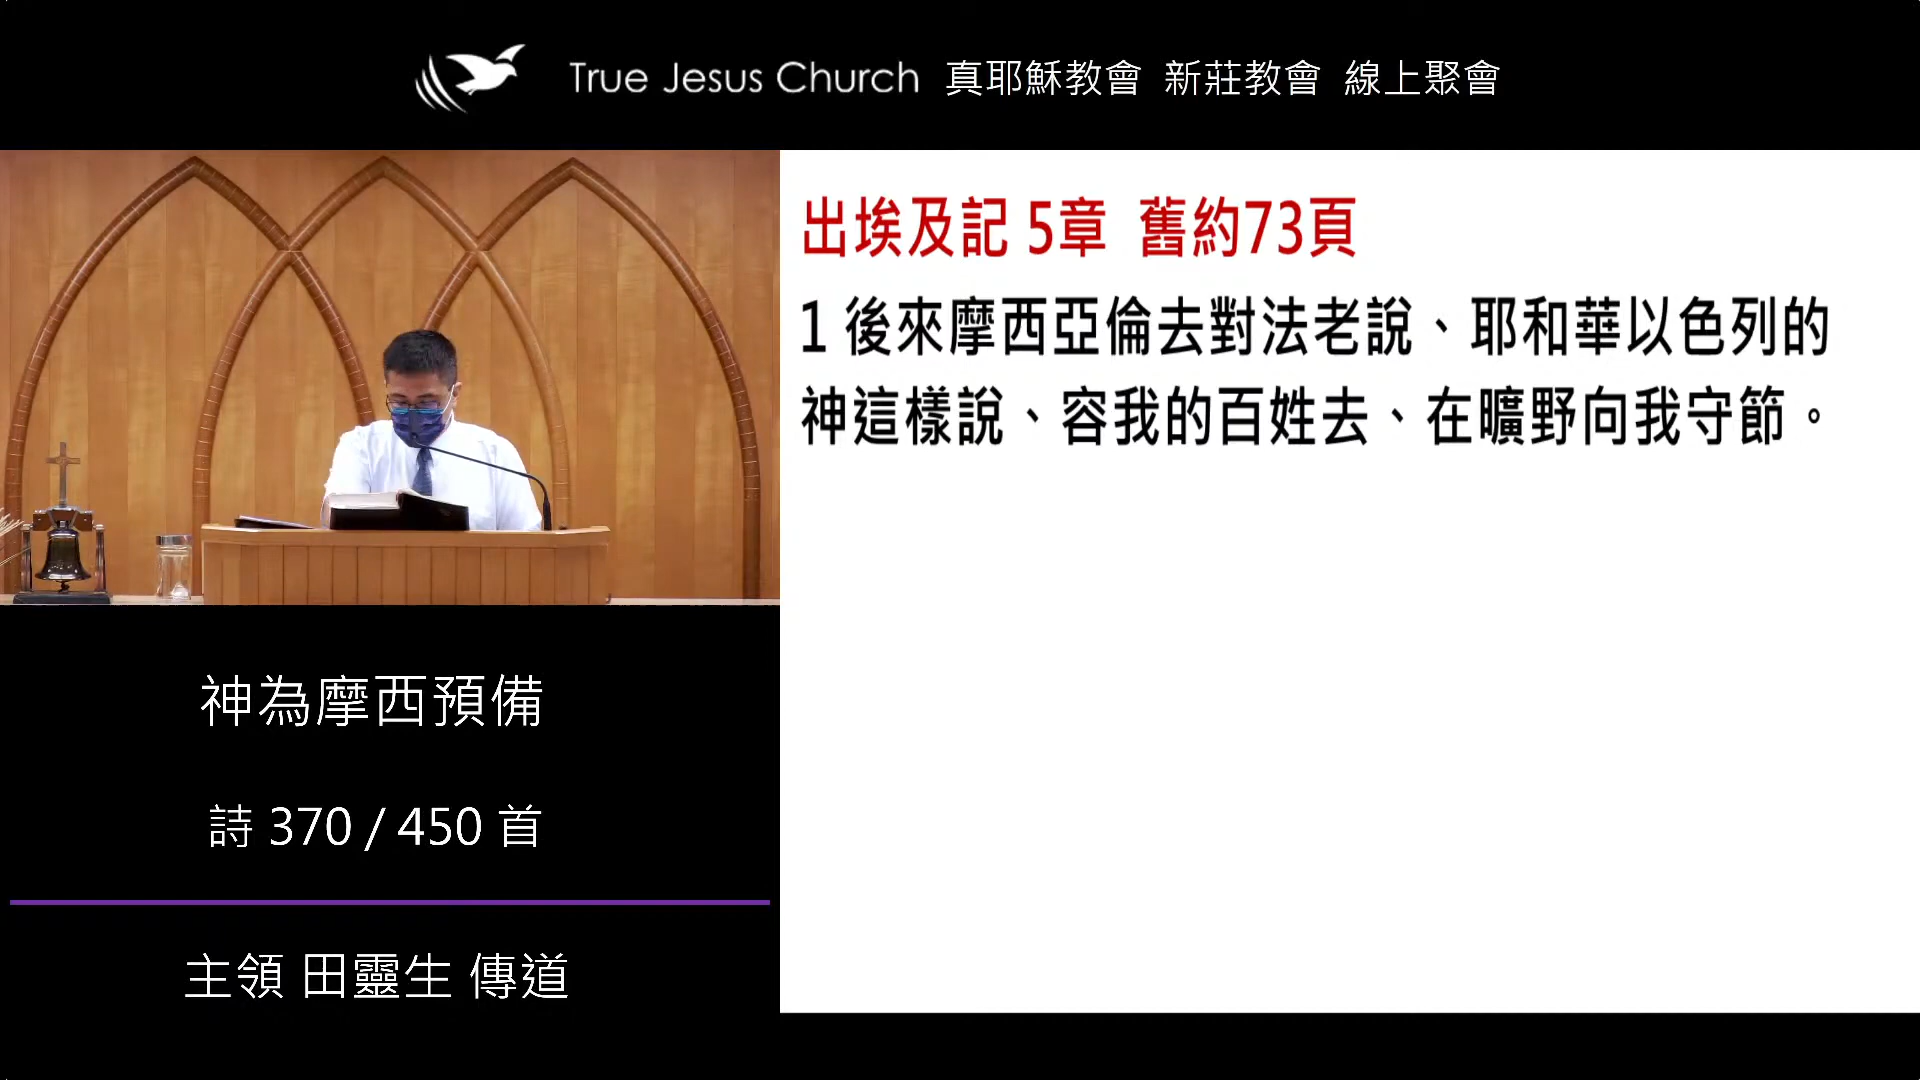 True Jesus Church 真耶穌教會 新莊教會 線上聚會
出埃及記 5章 舊約73頁
1 後來摩西亞倫去對法老說、耶和華以色列的
神這樣說、容我的百姓去、在曠野向我守節。
神為摩西預備
詩 370 / 450 首
主領 田靈生 傳道